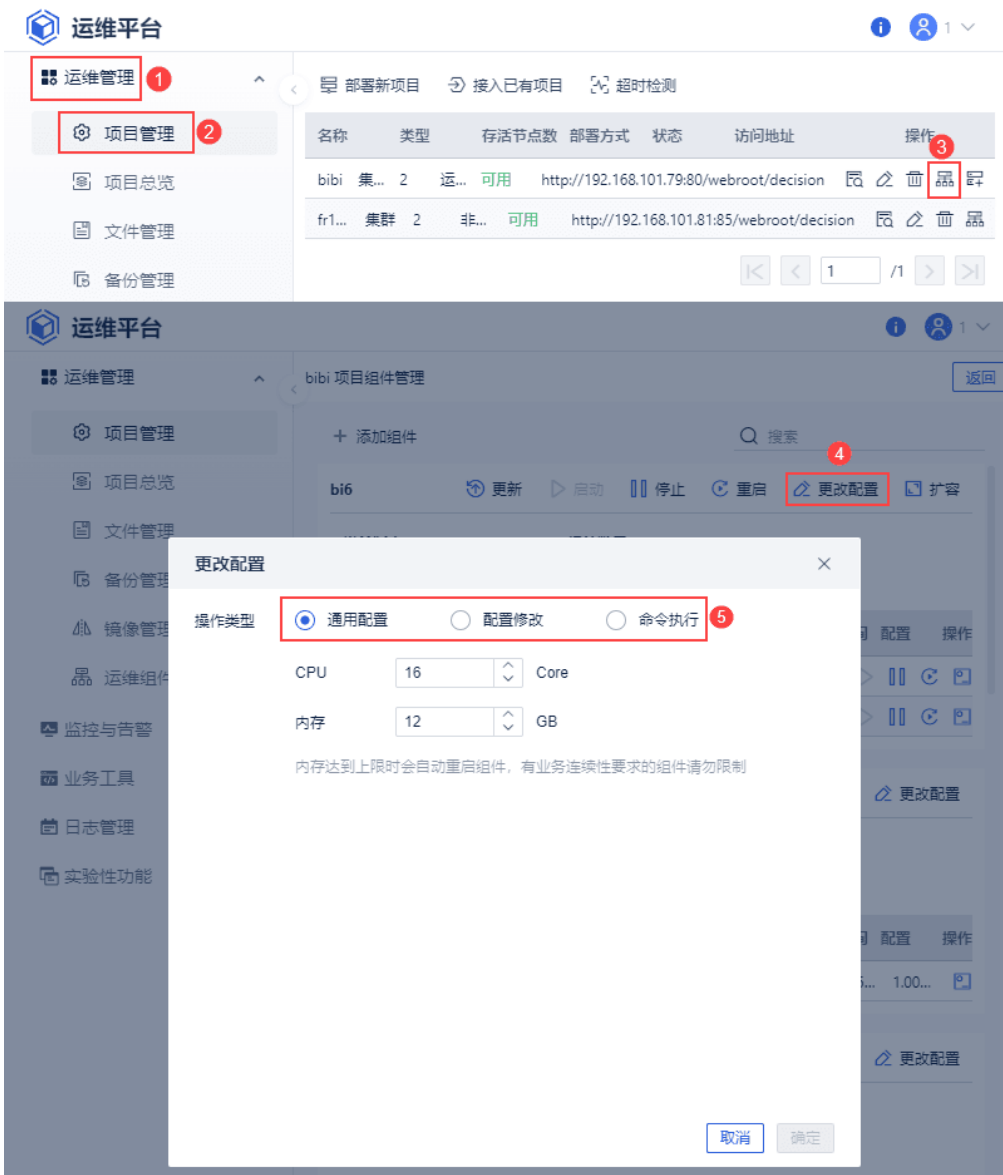 运维平台
1
运维管理 1
部署新项目 接入已有项目 超时检测
项目管理 2
名称 类型 存活节点数 部署方式 状态 访问地址 操作
3
项目总览
bibi 集... 2 运... 可用 http://192.168.101.79:80/webroot/decision
文件管理
fr1... 集群 2 非... 可用 http://192.168.101.81:85/webroot/decision
备份管理
1 /1
运维平台
1
运维管理
bibi 项目组件管理 返回
项目管理
添加组件 搜索
4
项目总览
bi6 更新 启动 停止 重启 更改配置 扩容
文件管理
更改配置
备份管理
操作类型 通用配置 配置修改 命令执行 5
镜像管理
配置 操作
CPU 16 Core
运维组件
内存 12 GB
监控与告警
内存达到上限时会自动重启组件，有业务连续性要求的组件请勿限制
业务工具
更改配置
日志管理
实验性功能
配置 操作
1.00...
更改配置
取消 确定